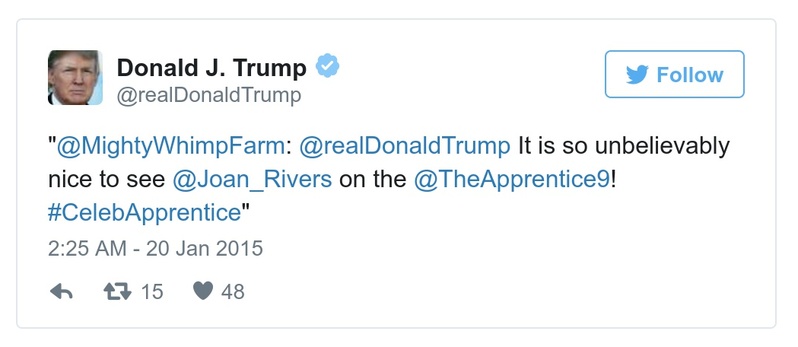 Donald J. Trump
@realDonaldTrump
Follow
"@MightyWhimpFarm: @realDonaldTrump It is so unbelievably
nice to see @Joan_Rivers on the @TheApprentice9!
#CelebApprentice"
2:25 AM - 20 Jan 2015
15 48